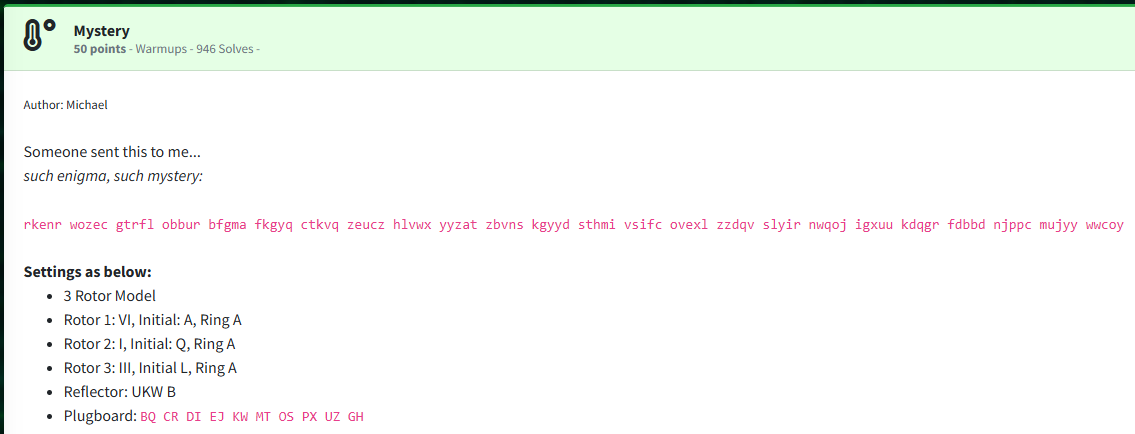 Mystery
50 points - Warmups - 946 Solves -
Author: Michael
Someone sent this to me...
such enigma, such mystery:
rkenr wozec gtrfl obbur bfgma fkgyq ctkvq zeucz hlvwx yyzat zbvns kgyyd sthmi vsifc ovexl zzdqv slyir nwqoj igxuu kdqgr fdbbd njppc mujyy wwcoy
Settings as below:
• 3 Rotor Model
• Rotor 1: VI, Initial: A, Ring A
• Rotor 2: I, Initial: Q, Ring A
• Rotor 3: III, Initial L, Ring A
• Reflector: UKW B
• Plugboard: BQ CR DI EJ KW MT OS PX UZ GH